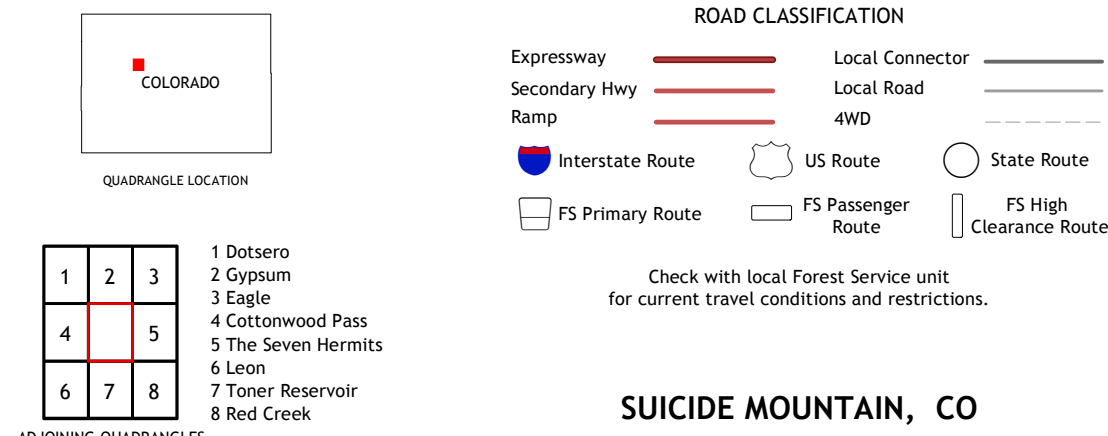 COLORADO
QUADRANGLE LOCATION
1 2 3
4 5
6 7 8
1 Dotsero
2 Gypsum
3 Eagle
4 Cottonwood Pass
5 The Seven Hermits
6 Leon
7 Toner Reservoir
8 Red Creek
ADJOINING QUADRANGLES
ROAD CLASSIFICATION
Expressway
Secondary Hwy
Ramp
Local Connector
Local Road
4WD
Interstate Route
US Route
State Route
FS Primary Route
FS Passenger
Route
FS High
Clearance Route
Check with local Forest Service unit
for current travel conditions and restrictions.
SUICIDE MOUNTAIN, CO